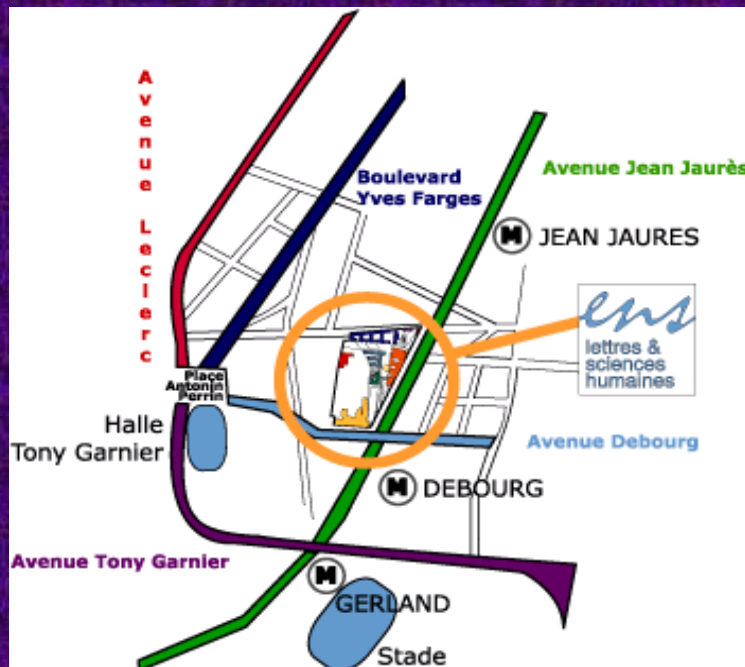 Avenue Leclerc
Boulevard
Yves Farges
Avenue Jean Jaurès
M JEAN JAURES
ens
lettres &
sciences
humaines
Place
Antonin
Perrin
Halle
Tony Garnier
Avenue Debourg
M DEBOURG
Avenue Tony Garnier
M
GERLAND
Stade